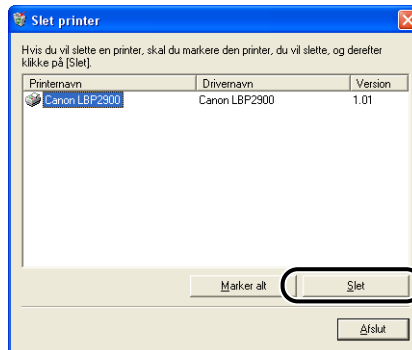 Slet printer
Hvis du vil slette en printer, skal du markere den printer, du vil slette, og derefter
klikke på [Slet].
Printernavn Drivernavn Version
Canon LBP2900 Canon LBP2900 1.01
Marker alt Slet
Afslut